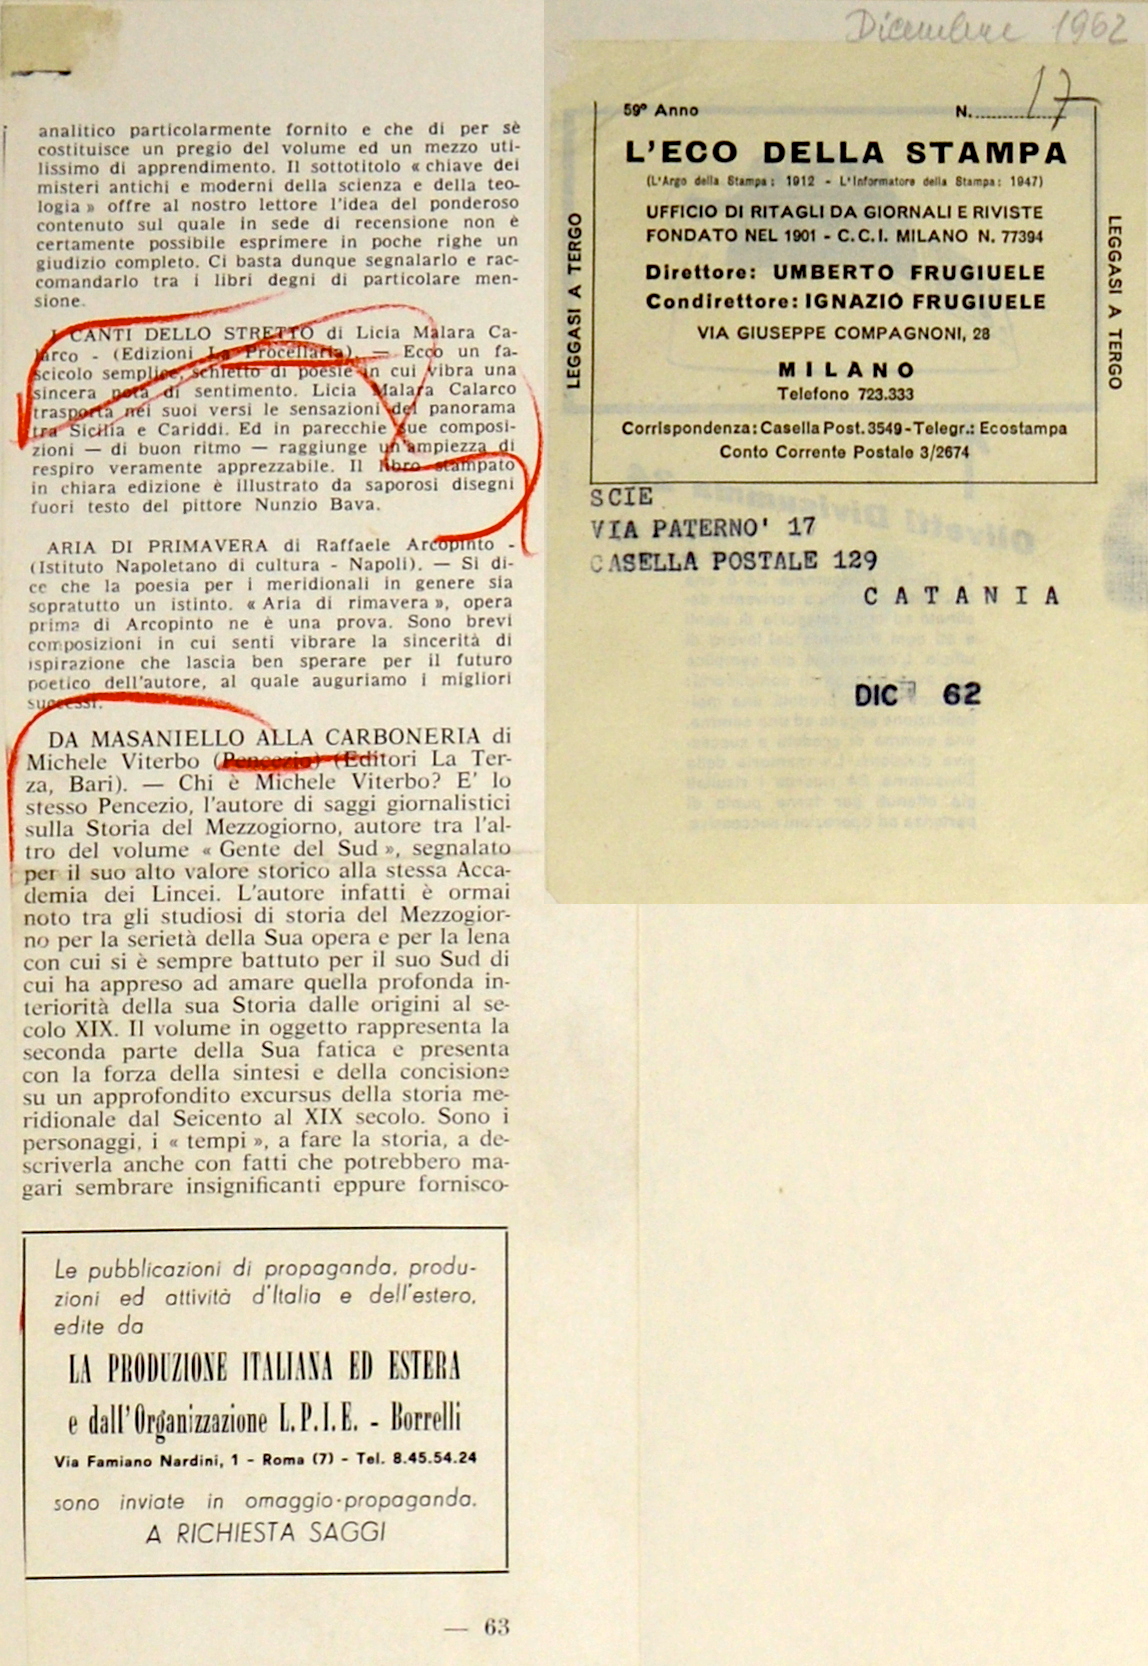 analitico particolarmente fornito e che di per sè
costituisce un pregio del volume ed un mezzo uti-
lissimo di apprendimento. Il sottotitolo « chiave dei
misteri antichi e moderni della scienza e della teo-
logia » offre al nostro lettore l'idea del ponderoso
contenuto sul quale in sede di recensione non è
certamente possibile esprimere in poche righe un
giudizio completo. Ci basta dunque segnalarlo e rac-
comandarlo tra i libri degni di particolare men-
sione.
I CANTI DELLO STRETTO di Licia Malara Ca-
larco - (Edizioni La Procellaria). — Ecco un fa-
scicolo semplice, schietto di poesie in cui vibra una
sincera nota di sentimento. Licia Malara Calarco
trasporta nei suoi versi le sensazioni del panorama
tra Sicilia e Cariddi. Ed in parecchie sue composi-
zioni — di buon ritmo — raggiunge un'ampiezza di
respiro veramente apprezzabile. Il libro stampato
in chiara edizione è illustrato da saporosi disegni
fuori testo del pittore Nunzio Bava.
ARIA DI PRIMAVERA di Raffaele Arcopinto -
(Istituto Napoletano di cultura - Napoli). — Si di-
ce che la poesia per i meridionali in genere sia
sopratutto un istinto. « Aria di rimavera », opera
prima di Arcopinto ne è una prova. Sono brevi
composizioni in cui senti vibrare la sincerità di
ispirazione che lascia ben sperare per il futuro
poetico dell'autore, al quale auguriamo i migliori
successi.
DA MASANIELLO ALLA CARBONERIA di
Michele Viterbo (Pencezio) (Editori La Ter-
za, Bari). — Chi è Michele Viterbo? E' lo
stesso Pencezio, l'autore di saggi giornalistici
sulla Storia del Mezzogiorno, autore tra l'al-
tro del volume « Gente del Sud », segnalato
per il suo alto valore storico alla stessa Acca-
demia dei Lincei. L'autore infatti è ormai
noto tra gli studiosi di storia del Mezzogior-
no per la serietà della Sua opera e per la lena
con cui si è sempre battuto per il suo Sud di
cui ha appreso ad amare quella profonda in-
teriorità della sua Storia dalle origini al se-
colo XIX. Il volume in oggetto rappresenta la
seconda parte della Sua fatica e presenta
con la forza della sintesi e della concisione
su un approfondito excursus della storia me-
ridionale dal Seicento al XIX secolo. Sono i
personaggi, i « tempi », a fare la storia, a de-
scriverla anche con fatti che potrebbero ma-
gari sembrare insignificanti eppure fornisco-
Le pubblicazioni di propaganda, produ-
zioni ed attività d'Italia e dell'estero,
edite da
LA PRODUZIONE ITALIANA ED ESTERA
e dall'Organizzazione L.P.I.E. - Borrelli
Via Famiano Nardini, 1 - Roma (7) - Tel. 8.45.54.24
sono inviate in omaggio-propaganda.
A RICHIESTA SAGGI
— 63
Dicembre 1962
59° Anno N. 17
L'ECO DELLA STAMPA
(L'Argo della Stampa: 1912 - L'Informatore della Stampa: 1947)
UFFICIO DI RITAGLI DA GIORNALI E RIVISTE
FONDATO NEL 1901 - C.C.I. MILANO N. 77394
Direttore: UMBERTO FRUGIUELE
Condirettore: IGNAZIO FRUGIUELE
VIA GIUSEPPE COMPAGNONI, 28
MILANO
Telefono 723.333
Corrispondenza: Casella Post. 3549 - Telegr.: Ecostampa
Conto Corrente Postale 3/2674
LEGGASI A TERGO
LEGGASI A TERGO
SCIE
VIA PATERNO' 17
CASELLA POSTALE 129
CATANIA
DIC 62